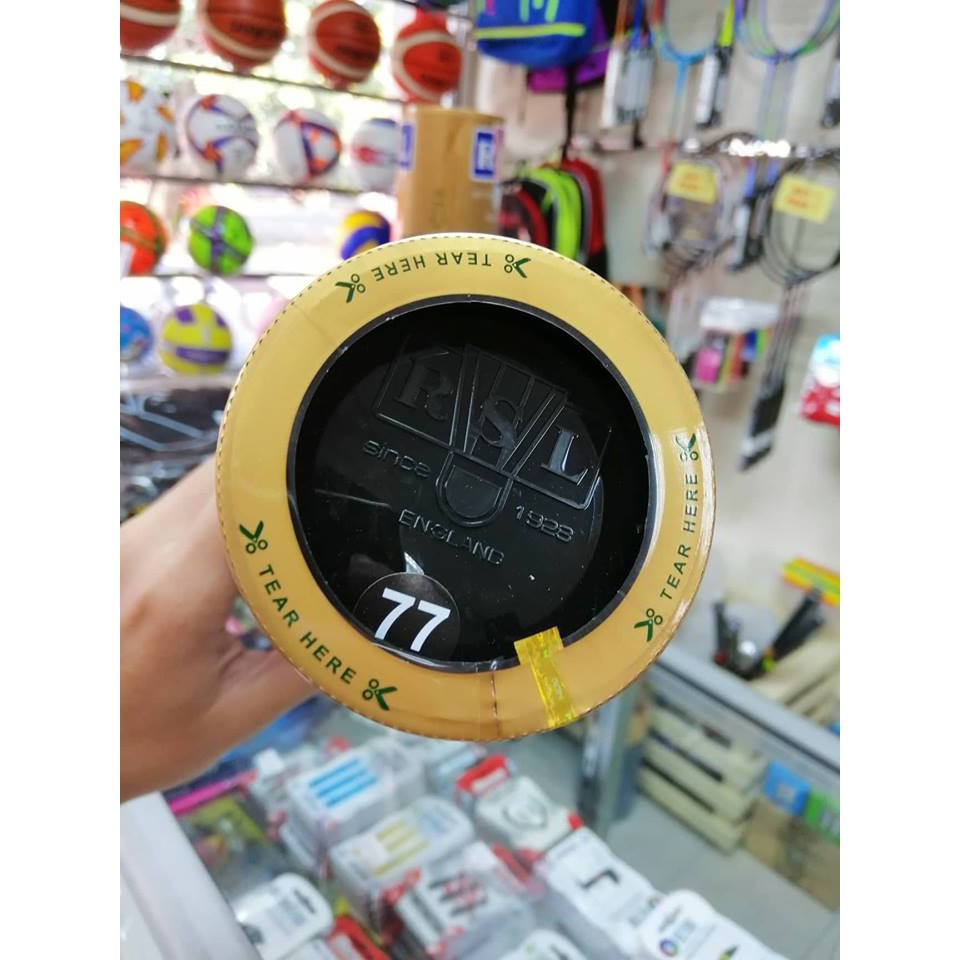 TEAR HERE
RSL
since 1928
ENGLAND
77
TEAR HERE
TEAR HERE
R